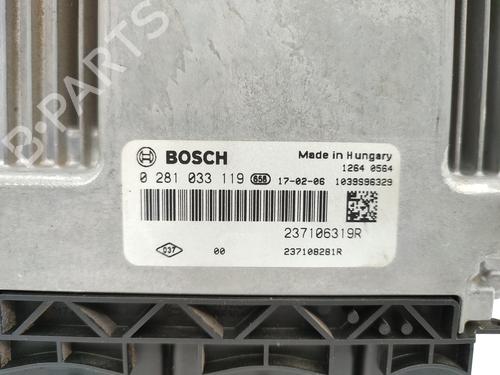 B-PARTS
BOSCH
Made in Hungary
1264 0564
0 281 033 119 658 17-02-06 1039S96329
237106319R
037 00 237108281R